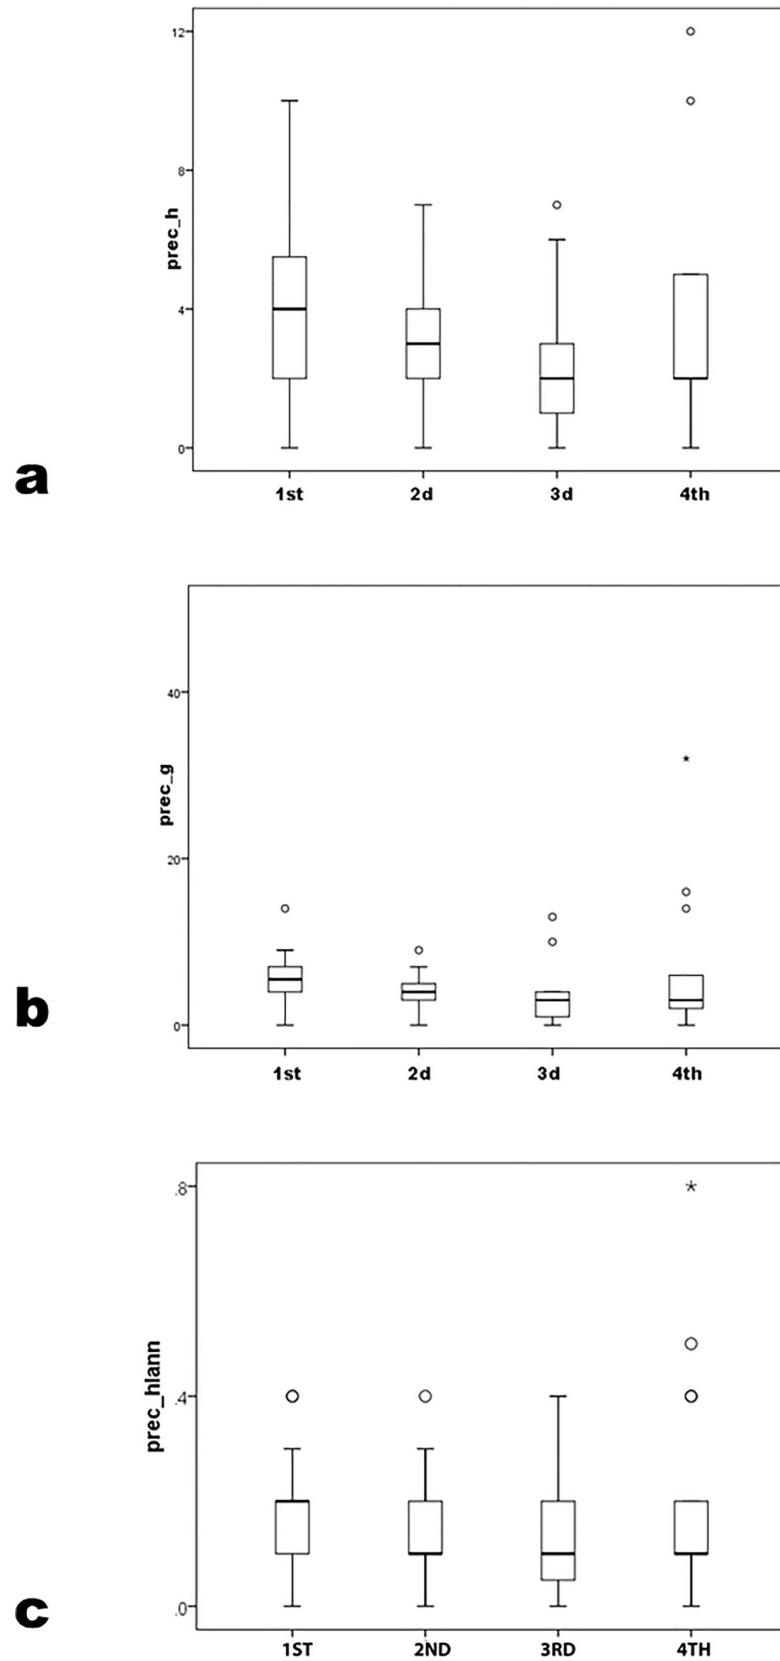 12
8
prec_h
4
0
a
1st 2d 3d 4th
40
prec_g
20
0
b
1st 2d 3d 4th
.8
prec_hlann
.4
.0
c
1ST 2ND 3RD 4TH